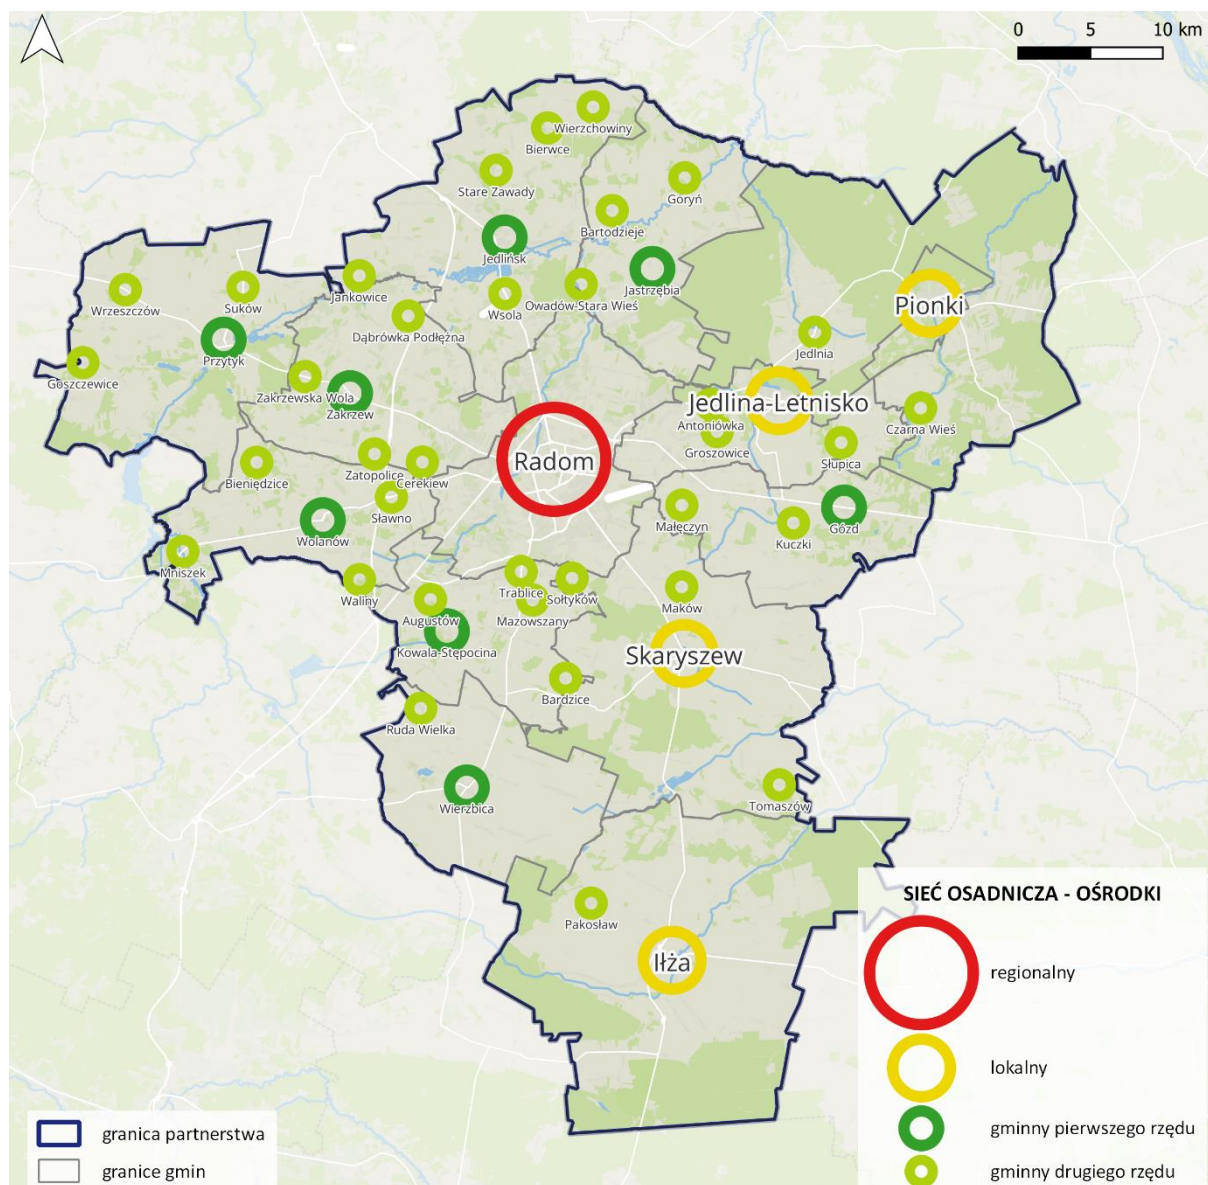 0 5 10 km
Wierzchowiny
Bierwce
Stare Zawady
Goryń
Bartodzieje
Jedlińsk
Jankowice
Wrzeszczów
Suków
Wsola
Owadów-Stara Wieś
Jastrzębia
Pionki
Dąbrówka Podłężna
Jedlnia
Przytyk
Goszczewice
Zakrzewska Wola
Zakrzew
Jedlina-Letnisko
Antoniówka
Czarna Wieś
Groszowice
Słupica
Radom
Zatopolice
Cerekiew
Bieniędzice
Sławno
Małęczyn
Gózd
Kuczki
Wolanów
Mniszek
Waliny
Trablice
Sołtyków
Maków
Augustów
Mazowszany
Kowala-Stępocina
Skaryszew
Bardzice
Ruda Wielka
Wierzbica
Tomaszów
Pakosław
Iłża
SIEĆ OSADNICZA - OŚRODKI
regionalny
lokalny
gminny pierwszego rzędu
gminny drugiego rzędu
granica partnerstwa
granice gmin